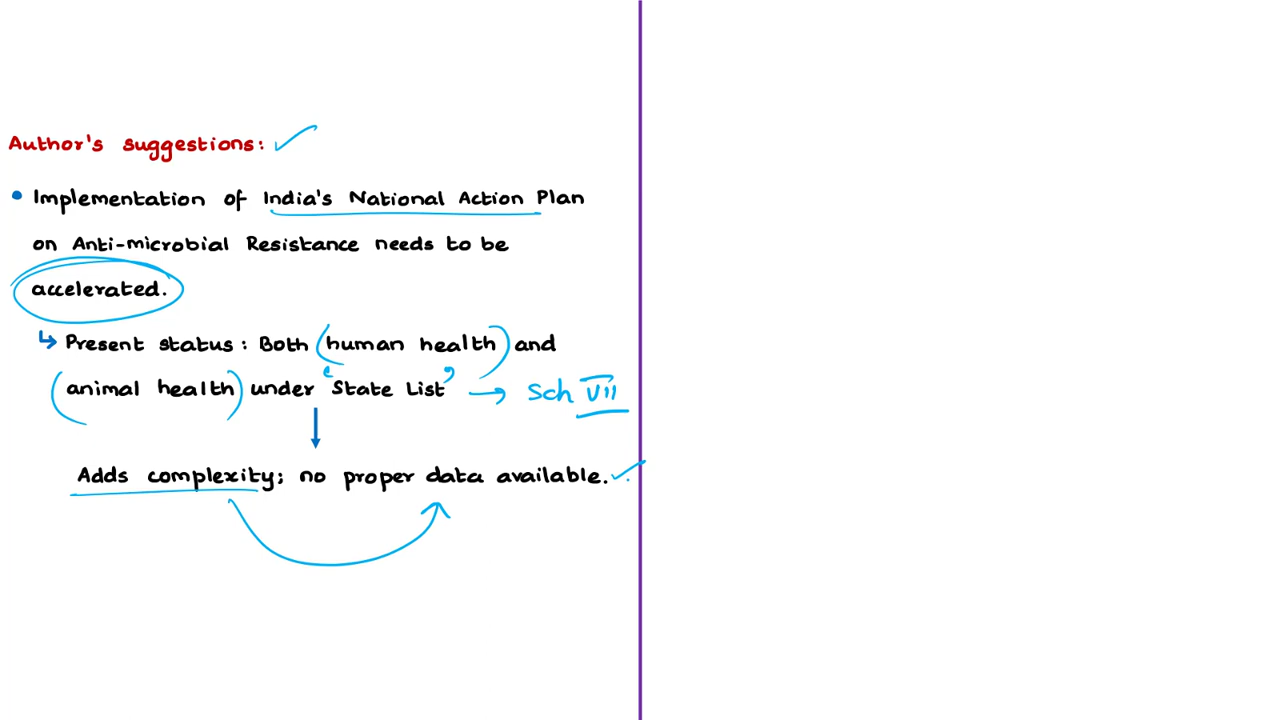 Author's suggestions:
• Implementation of India's National Action Plan
on Anti-microbial Resistance needs to be
accelerated.
↳ Present status: Both (human health) and
(animal health) under 'State List' → Sch VII
Adds complexity; no proper data available.